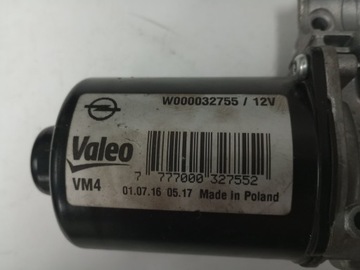 W000032755 / 12V
Valeo
VM4
7 777000 327552
01.07.16 05.17 Made in Poland